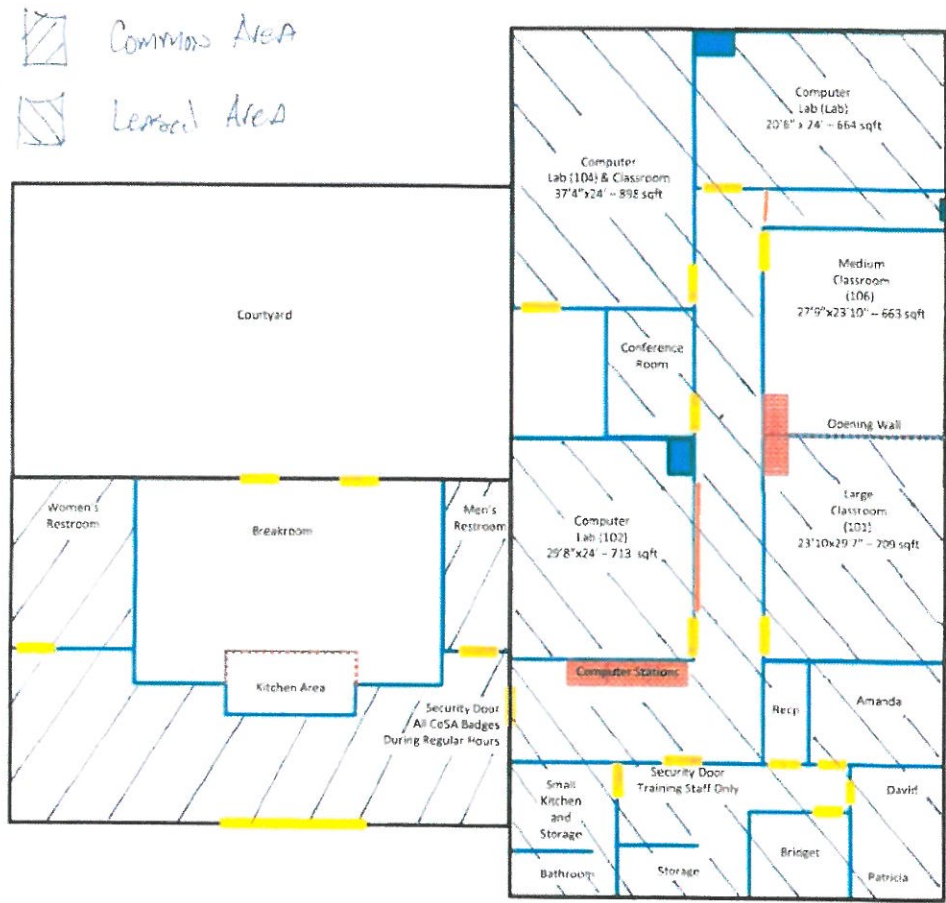 Common Area
Leased Area
Computer
Lab (Lab)
20'6" x 24' – 664 sqft
Computer
Lab (104) & Classroom
37'4"x24' – 898 sqft
Medium
Classroom
(106)
27'9"x23'10" – 663 sqft
Courtyard
Conference
Room
Opening Wall
Women's
Restroom
Breakroom
Men's
Restroom
Computer
Lab (102)
29'8"x24' – 713 sqft
Large
Classroom
(101)
23'10x29'7" – 709 sqft
Kitchen Area
Computer Stations
Security Door
All CoSA Badges
During Regular Hours
Recp
Amanda
Small
Kitchen
and
Storage
Security Door
Training Staff Only
David
Bathroom
Storage
Bridget
Patricia